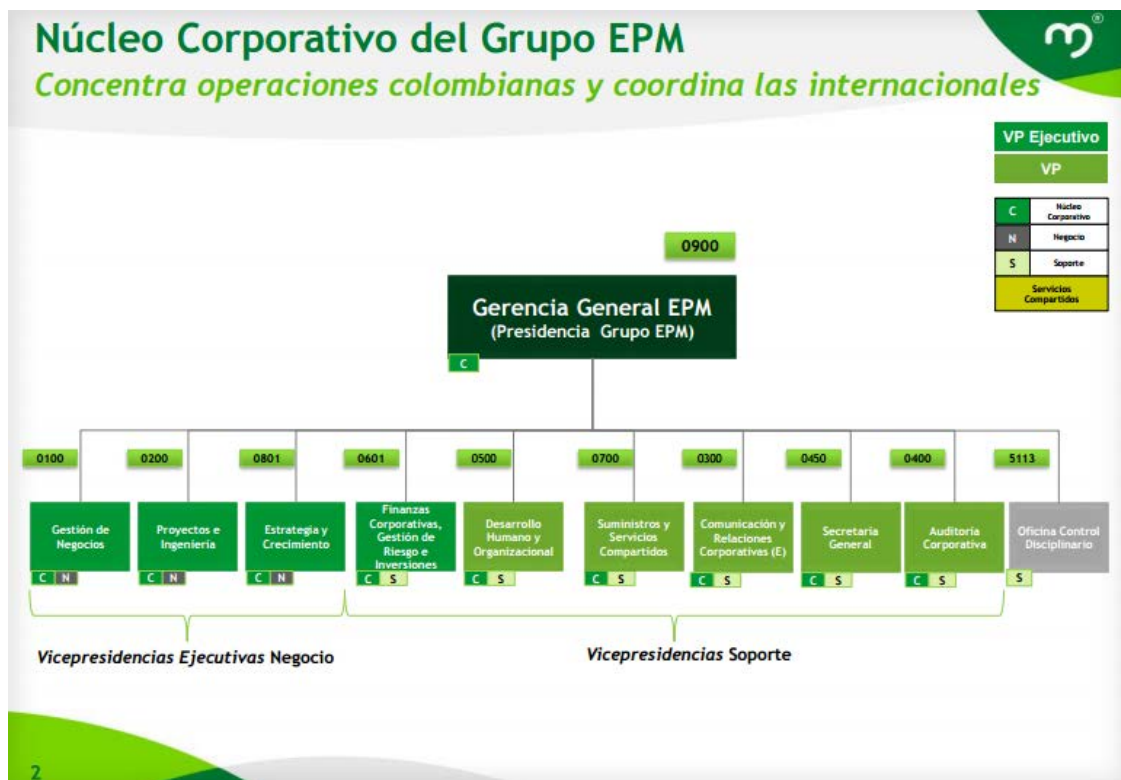 Núcleo Corporativo del Grupo EPM
Concentra operaciones colombianas y coordina las internacionales
®
VP Ejecutivo
VP
C Núcleo
Corporativo
N Negocio
S Soporte
Servicios
Compartidos
0900
Gerencia General EPM
(Presidencia Grupo EPM)
C
0100
0200
0801
0601
0500
0700
0300
0450
0400
5113
Gestión de
Negocios
C N
Proyectos e
Ingeniería
C N
Estrategia y
Crecimiento
C N
Finanzas
Corporativas,
Gestión de
Riesgo e
Inversiones
C S
Desarrollo
Humano y
Organizacional
C S
Suministros y
Servicios
Compartidos
C S
Comunicación y
Relaciones
Corporativas (E)
C S
Secretaria
General
C S
Auditoria
Corporativa
C S
Oficina Control
Disciplinario
S
Vicepresidencias Ejecutivas Negocio
Vicepresidencias Soporte
2